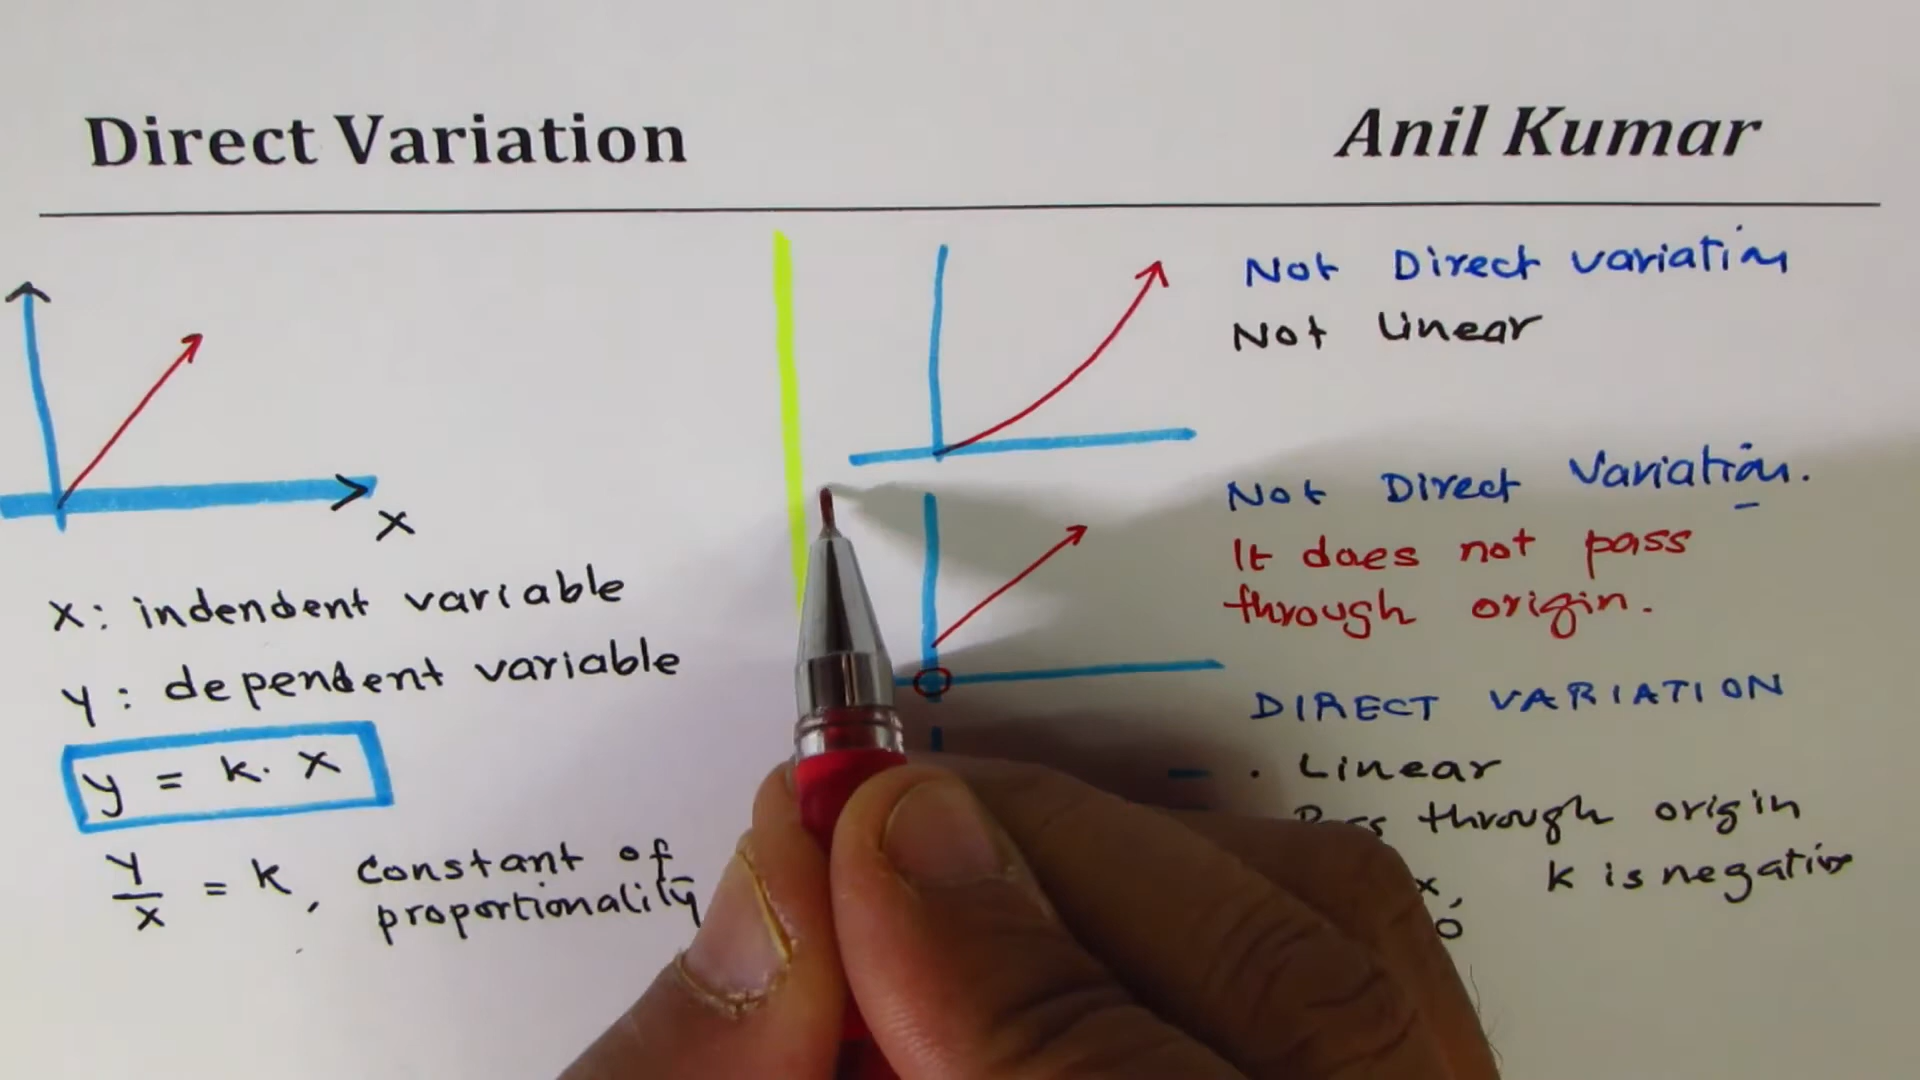 Direct Variation
Anil Kumar
X
X: indendent variable
y: dependent variable
y = k. x
y/x = k, constant of
proportionality
Not Direct variation
Not Linear
Not Direct Variation.
It does not pass
through origin.
DIRECT VARIATION
. Linear
through origin
x, k is negative